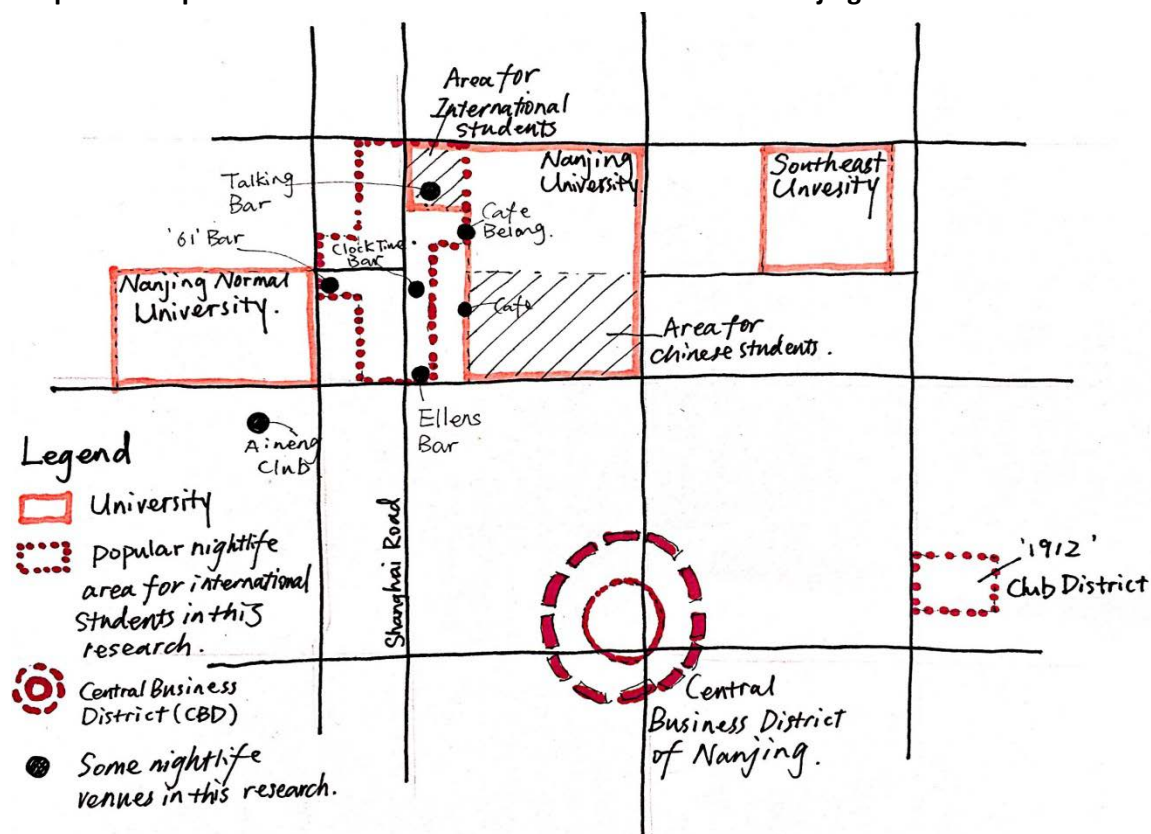 Area for
International
students
Nanjing
University.
Southeast
Unvesity
Talking
Bar
Cafe
Belong.
'61' Bar
Clock Time
Bar
Nanjing Normal
University.
Cafe
Area for
chinese students.
Ellens
Bar
Aineng
Club
Shanghai Road
'1912'
Club District
Central
Business District
of Nanjing.
Legend
University
popular nightlife
area for international
students in this
research.
Central Business
District (CBD)
Some nightlife
venues in this research.